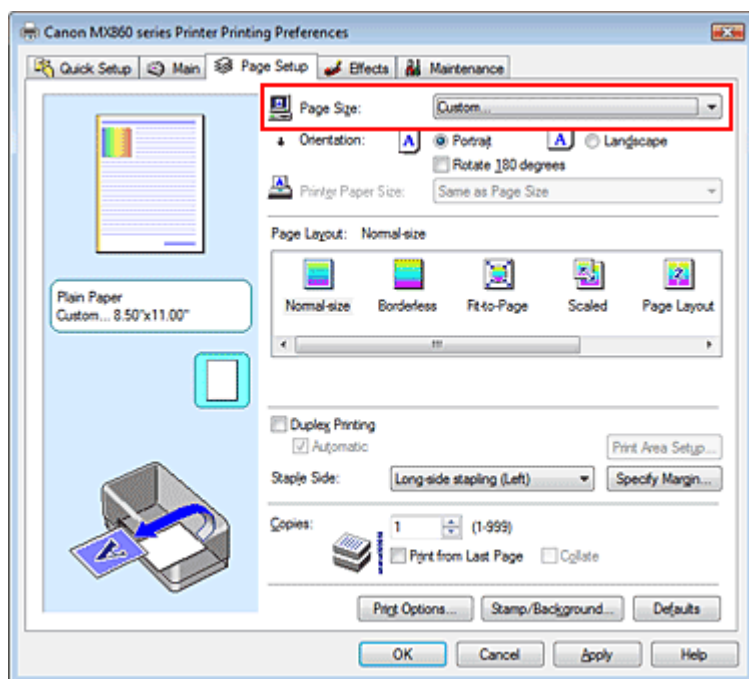 Canon MX860 series Printer Printing Preferences
Quick Setup Main Page Setup Effects Maintenance
Page Size: Custom...
Orientation: A Portrait A Landscape
Rotate 180 degrees
Printer Paper Size: Same as Page Size
Page Layout: Normal-size
Normal-size Borderless Fit-to-Page Scaled Page Layout
Plain Paper
Custom... 8.50"x11.00"
Duplex Printing
Automatic Print Area Setup...
Staple Side: Long-side stapling (Left) Specify Margin...
Copies: 1 (1-999)
Print from Last Page Collate
Print Options... Stamp/Background... Defaults
OK Cancel Apply Help